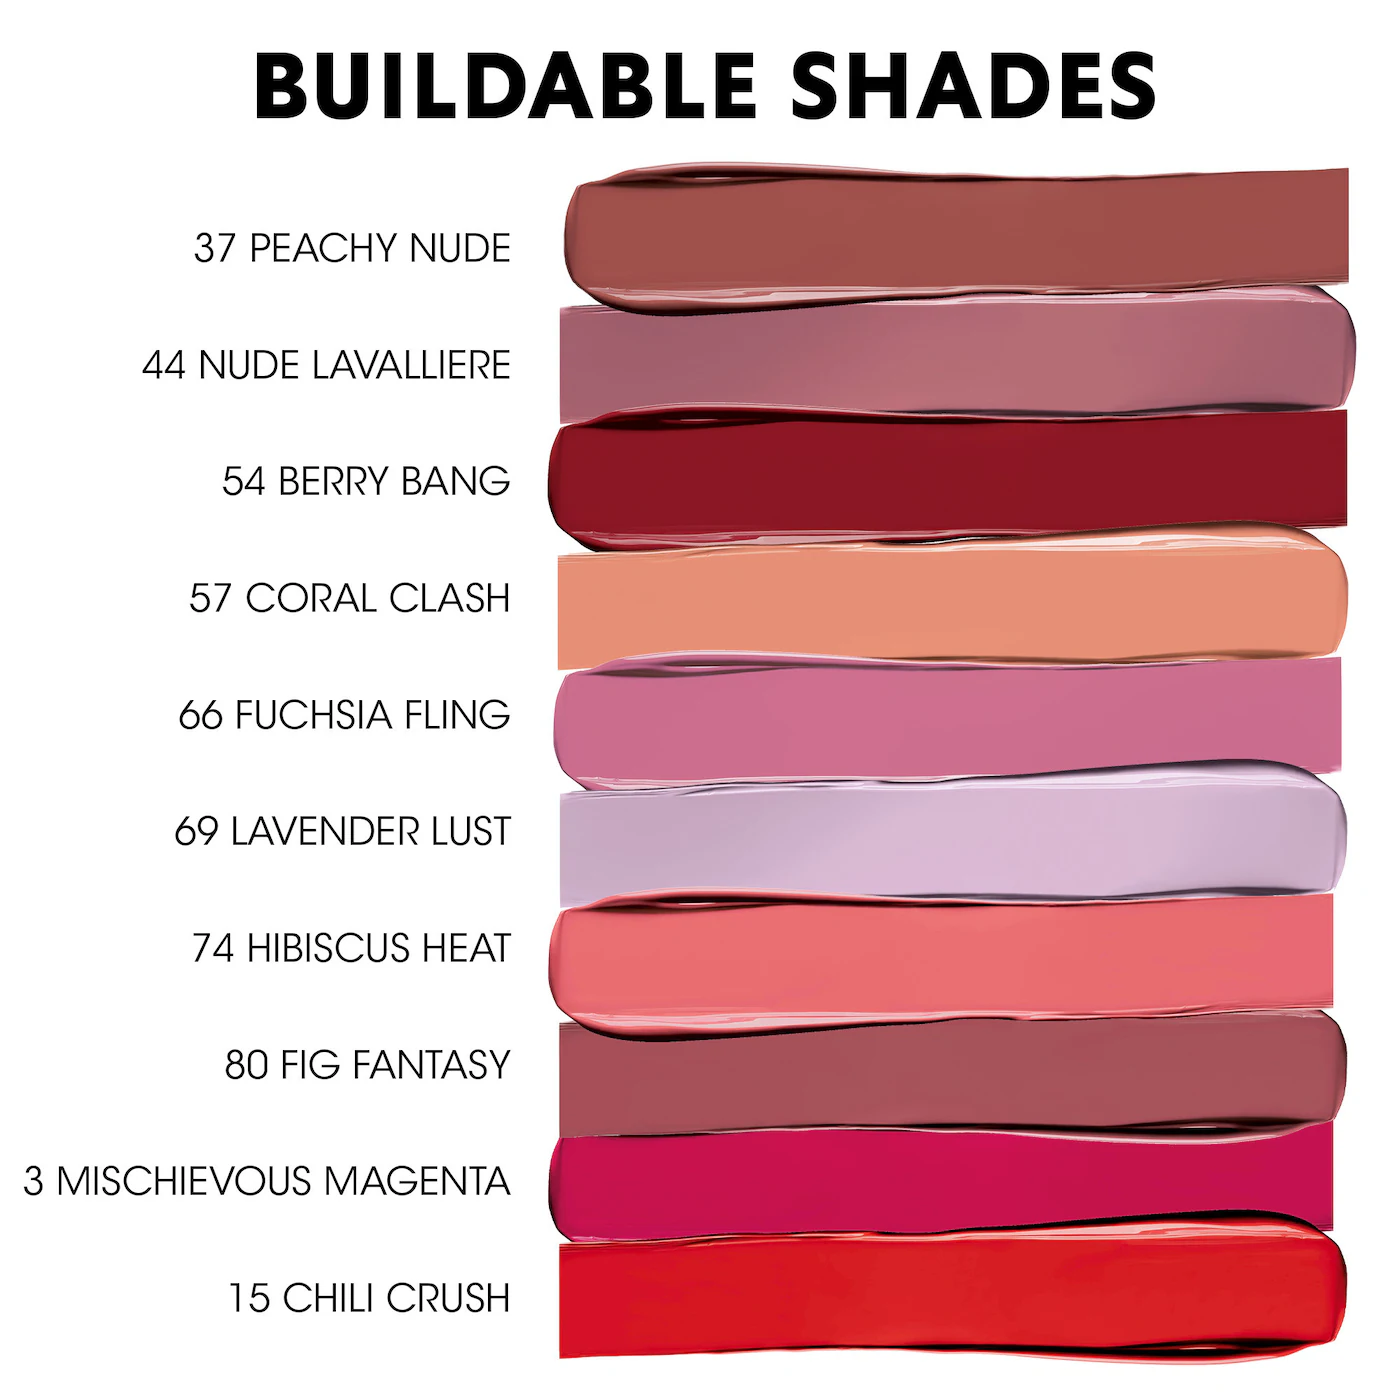 BUILDABLE SHADES
37 PEACHY NUDE
44 NUDE LAVALLIERE
54 BERRY BANG
57 CORAL CLASH
66 FUCHSIA FLING
69 LAVENDER LUST
74 HIBISCUS HEAT
80 FIG FANTASY
3 MISCHIEVOUS MAGENTA
15 CHILI CRUSH